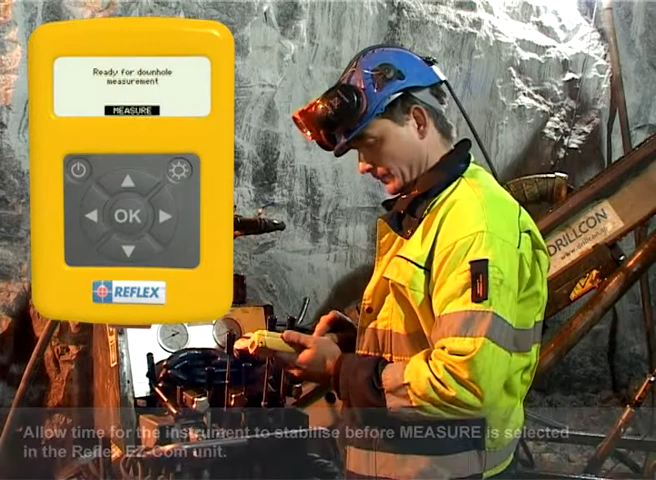 Ready for downhole
measurement
MEASURE
OK
REFLEX
DRILLCON
Allow time for the instrument to stabilise before MEASURE is selected
in the Reflex EZ-Com unit.